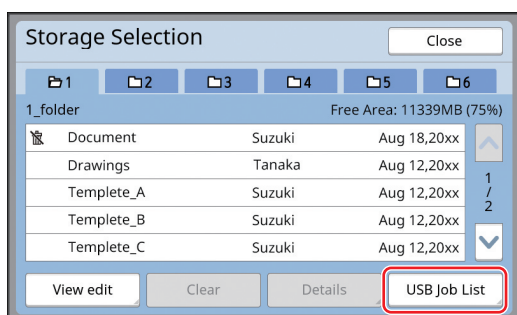 Storage Selection Close
1 2 3 4 5 6
1_folder Free Area: 11339MB (75%)
Document Suzuki Aug 18,20xx
Drawings Tanaka Aug 12,20xx
Templete_A Suzuki Aug 12,20xx
Templete_B Suzuki Aug 12,20xx
Templete_C Suzuki Aug 12,20xx
1
/
2
View edit Clear Details USB Job List